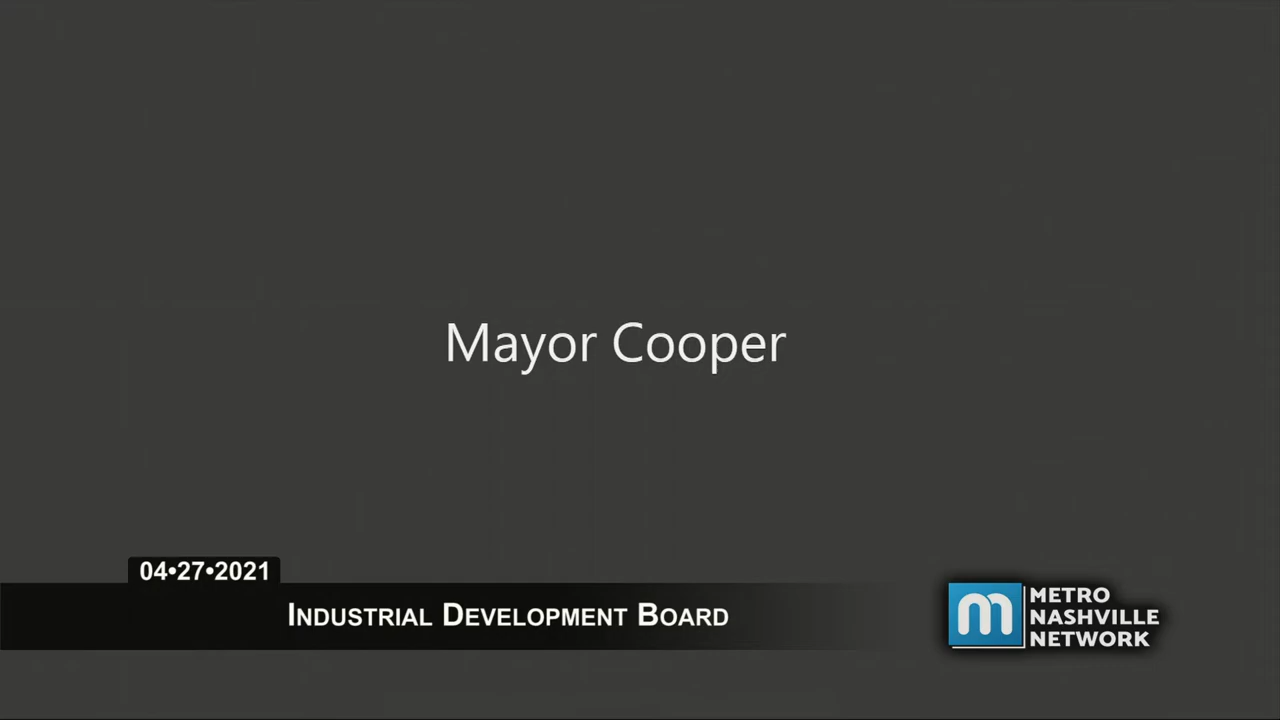 Mayor Cooper
04•27•2021
INDUSTRIAL DEVELOPMENT BOARD
m
METRO
NASHVILLE
NETWORK